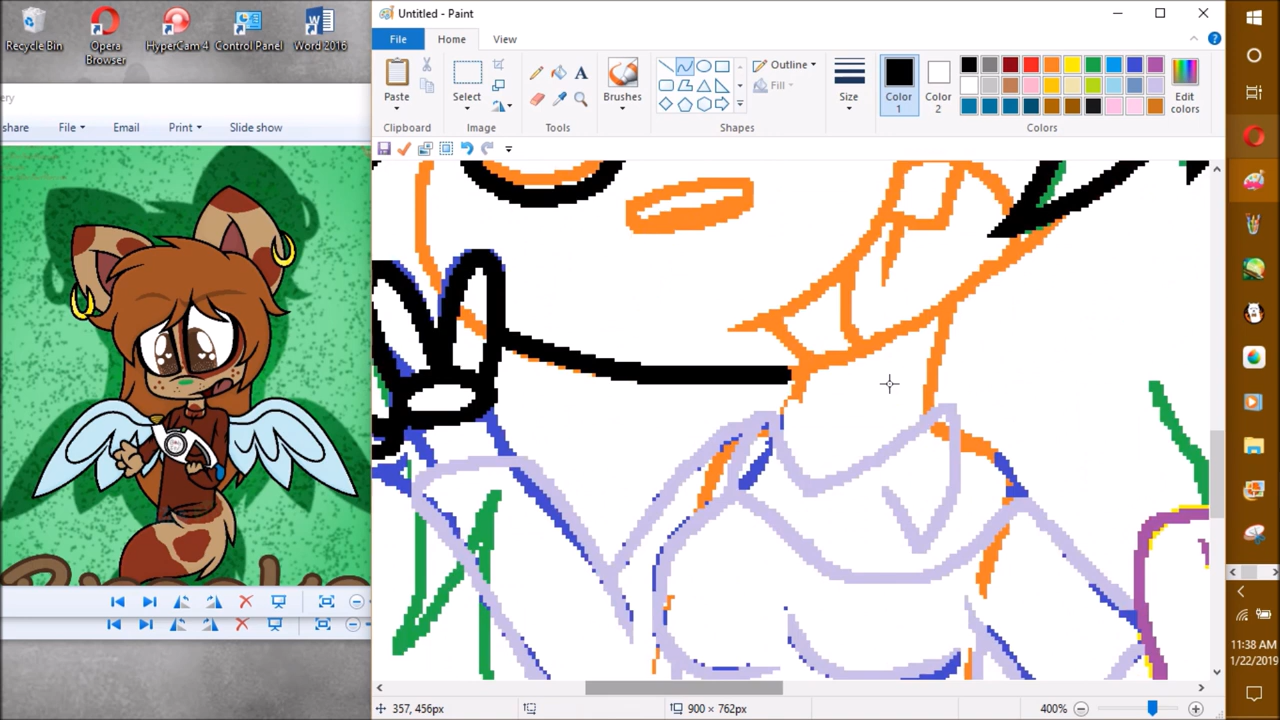 Recycle Bin
Opera Browser
HyperCam 4
Control Panel
Word 2016
Untitled - Paint
File
Home
View
Paste
Clipboard
Select
Image
Tools
Brushes
Outline
Fill
Shapes
Size
Color 1
Color 2
Edit colors
Colors
ery
share
File
Email
Print
Slide show
357, 456px
900 × 762px
400%
11:38 AM
1/22/2019